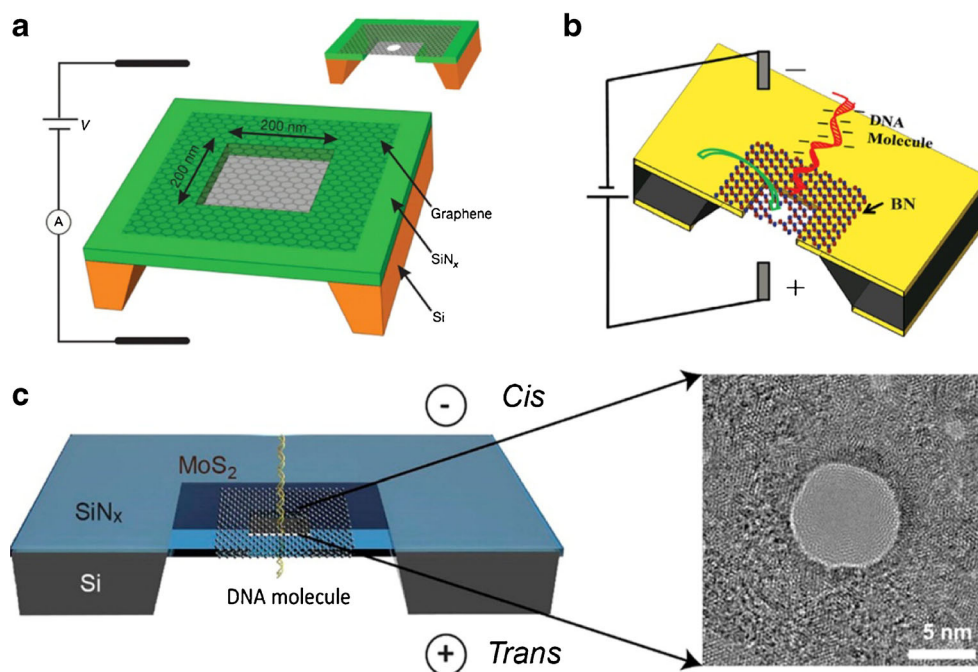 a
200 nm
200 nm
V
A
Graphene
SiNₓ
Si
b
−
DNA
Molecule
BN
+
c
-
Cis
MoS₂
SiNₓ
Si
DNA molecule
+
Trans
5 nm